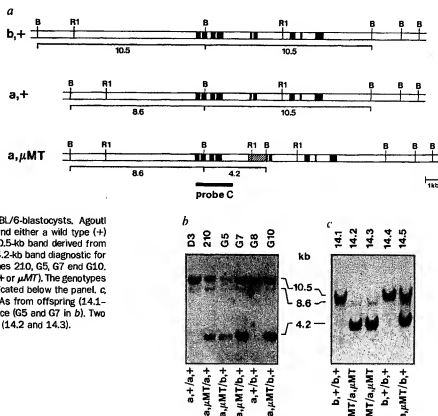 a
B R1 B R1 B B B
b,+
10.5 10.5
B R1 B R1 B B B
a,+
8.6 10.5
B R1 B R1 B R1 B B B
a,μMT
8.6 4.2
probe C
1kb
BL/6-blastocysts. Agouti
nd either a wild type (+)
0.5-kb band derived from
.2-kb band diagnostic for
nes 210, G5, G7 end G10.
+ or μMT). The genotypes
icated below the panel. c,
As from offspring (14.1–
ce (G5 and G7 in b). Two
(14.2 and 14.3).
b
D3 210 G5 G7 G8 G10
kb
10.5
8.6
4.2
a,+/a,+
a,μMT/a,+
a,μMT/b,+
a,μMT/b,+
a,+/b,+
a,μMT/b,+
c
14.1 14.2 14.3 14.4 14.5
b,+/b,+
MT/a,μMT
MT/a,μMT
b,+/b,+
a,μMT/b,+